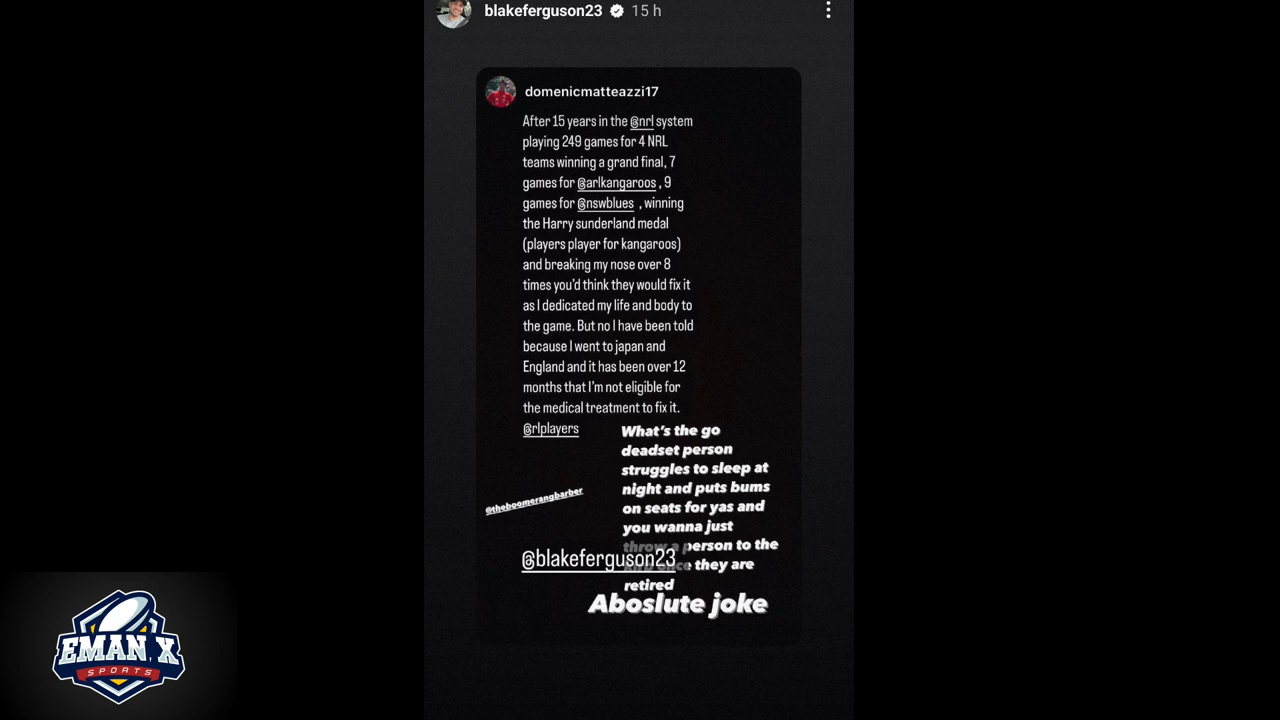 blakeferguson23 15 h
domenicmatteazzi17
After 15 years in the @nrl system
playing 249 games for 4 NRL
teams winning a grand final, 7
games for @arlkangaroos , 9
games for @nswblues , winning
the Harry sunderland medal
(players player for kangaroos)
and breaking my nose over 8
times you'd think they would fix it
as I dedicated my life and body to
the game. But no I have been told
because I went to japan and
England and it has been over 12
months that I'm not eligible for
the medical treatment to fix it.
@rlplayers
What's the go
deadset person
struggles to sleep at
night and puts bums
on seats for yas and
you wanna just
throw a person to the
once they are
retired
@theboomerangbarber
@blakeferguson23
Aboslute joke
EMAN X
SPORTS